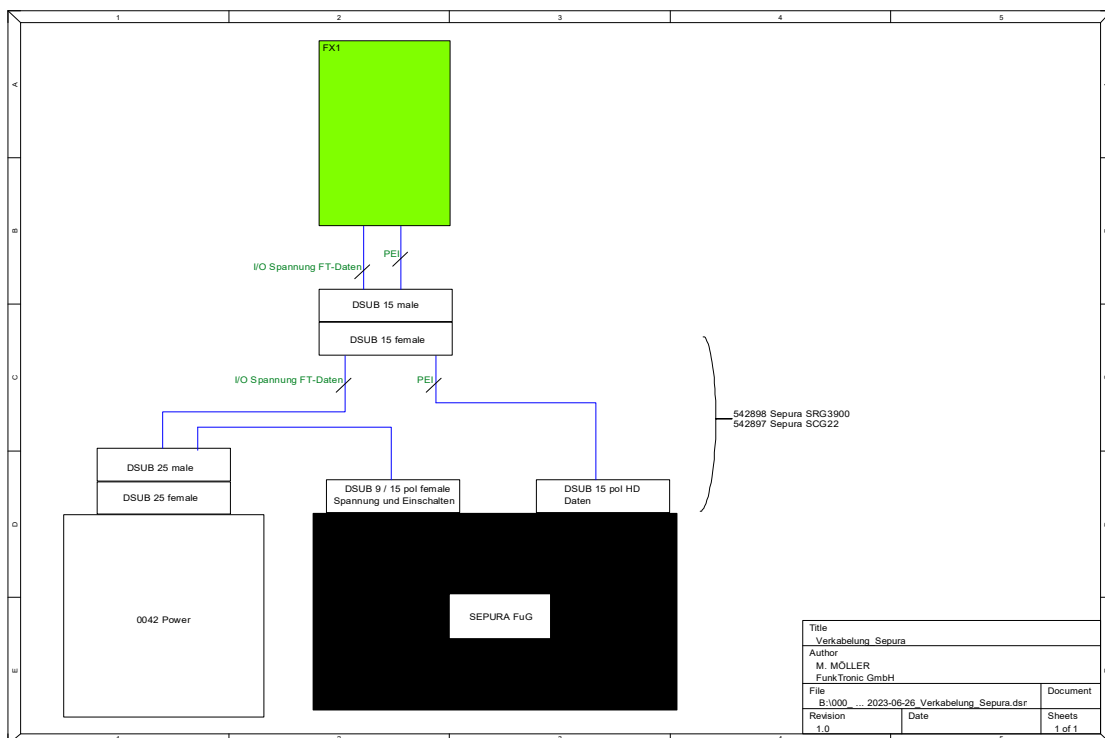 1 2 3 4 5
A
FX1
B
PEI
I/O Spannung FT-Daten
DSUB 15 male
DSUB 15 female
C
I/O Spannung FT-Daten
PEI
542898 Sepura SRG3900
542897 Sepura SCG22
DSUB 25 male
DSUB 25 female
DSUB 9 / 15 pol female
Spannung und Einschalten
DSUB 15 pol HD
Daten
D
0042 Power
SEPURA FuG
E
Title
Verkabelung_Sepura
Author
M. MÖLLER
FunkTronic GmbH
File
B:\000_ ... 2023-06-26_Verkabelung_Sepura.dsn
Document
Revision
1.0
Date
Sheets
1 of 1